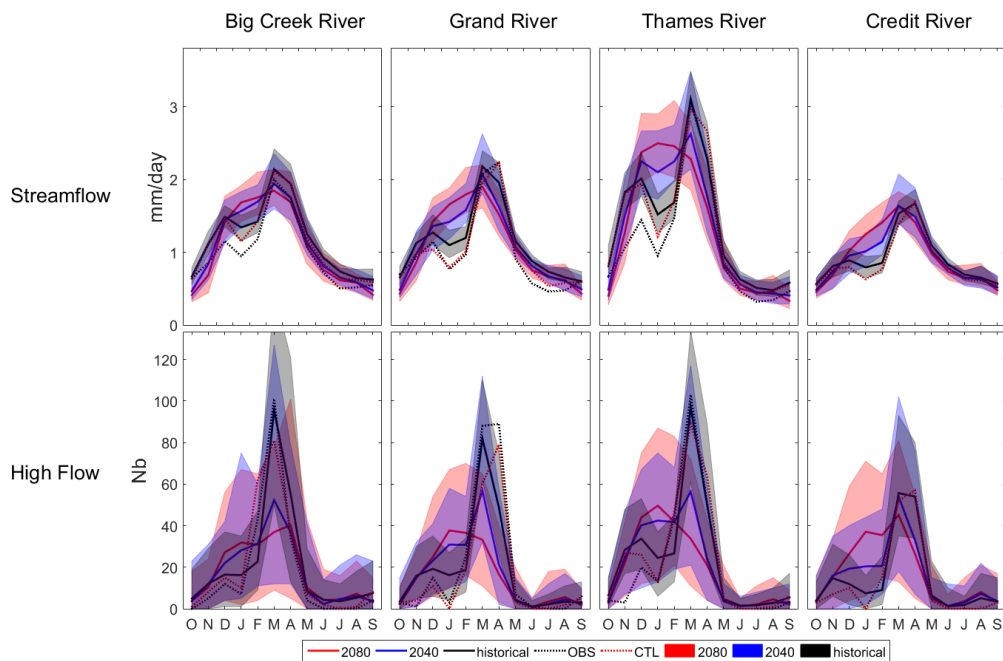 Big Creek River Grand River Thames River Credit River
Streamflow
mm/day
3
2
1
0
High Flow
Nb
120
100
80
60
40
20
0
O N D J F M A M J J A S O N D J F M A M J J A S O N D J F M A M J J A S O N D J F M A M J J A S
2080 2040 historical OBS CTL 2080 2040 historical